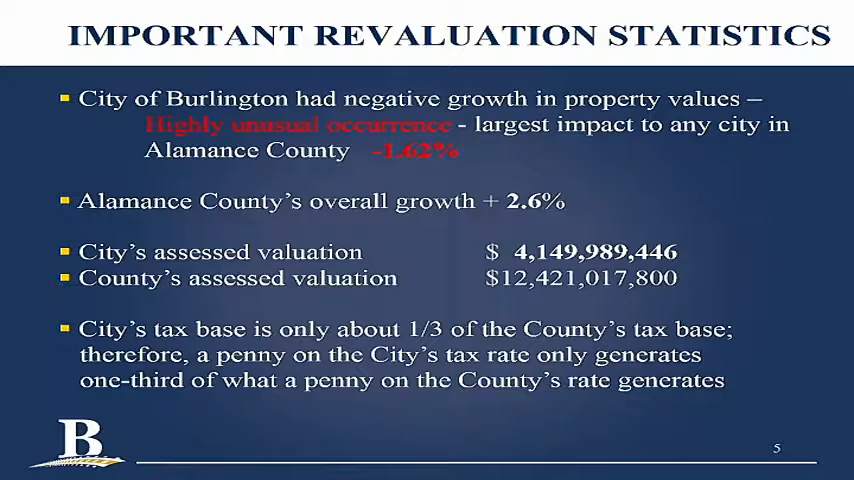 IMPORTANT REVALUATION STATISTICS
City of Burlington had negative growth in property values –
Highly unusual occurrence - largest impact to any city in
Alamance County -1.62%
Alamance County's overall growth + 2.6%
City's assessed valuation $ 4,149,989,446
County's assessed valuation $12,421,017,800
City's tax base is only about 1/3 of the County's tax base;
therefore, a penny on the City's tax rate only generates
one-third of what a penny on the County's rate generates
B
5